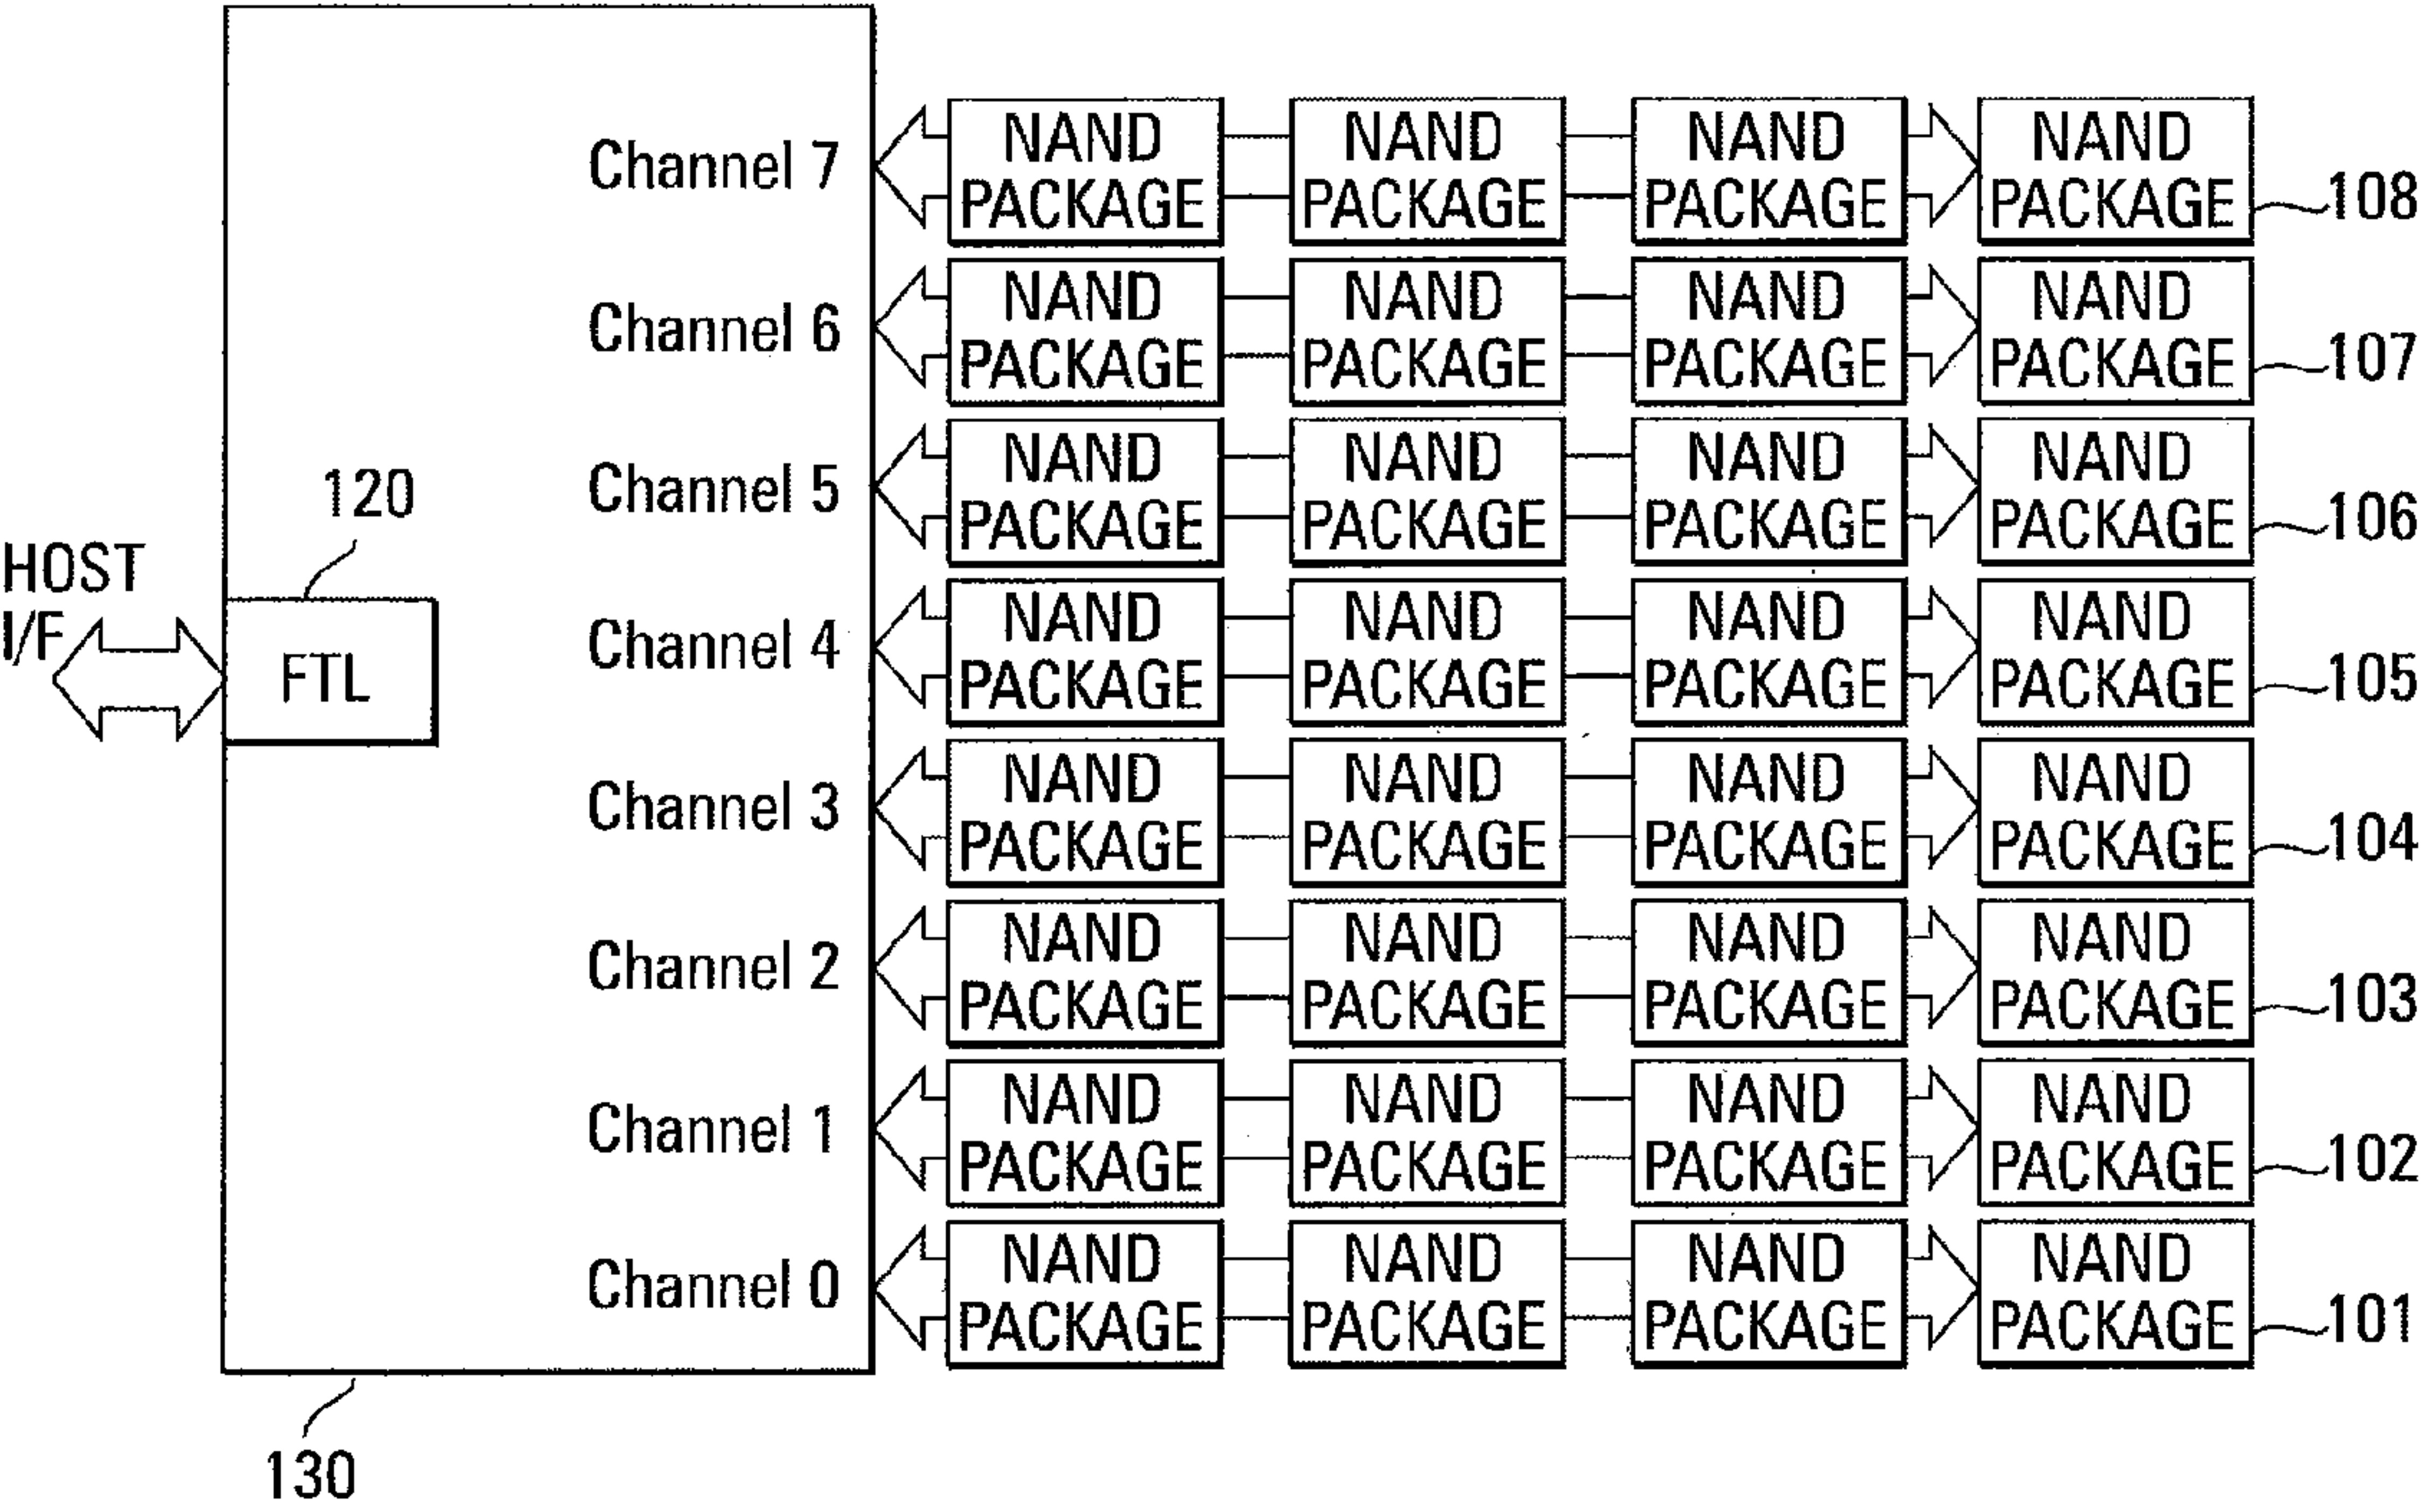 Channel 7
NAND PACKAGE NAND PACKAGE NAND PACKAGE NAND PACKAGE
108
Channel 6
NAND PACKAGE NAND PACKAGE NAND PACKAGE NAND PACKAGE
107
Channel 5
NAND PACKAGE NAND PACKAGE NAND PACKAGE NAND PACKAGE
106
120
HOST
I/F
FTL
Channel 4
NAND PACKAGE NAND PACKAGE NAND PACKAGE NAND PACKAGE
105
Channel 3
NAND PACKAGE NAND PACKAGE NAND PACKAGE NAND PACKAGE
104
Channel 2
NAND PACKAGE NAND PACKAGE NAND PACKAGE NAND PACKAGE
103
Channel 1
NAND PACKAGE NAND PACKAGE NAND PACKAGE NAND PACKAGE
102
Channel 0
NAND PACKAGE NAND PACKAGE NAND PACKAGE NAND PACKAGE
101
130